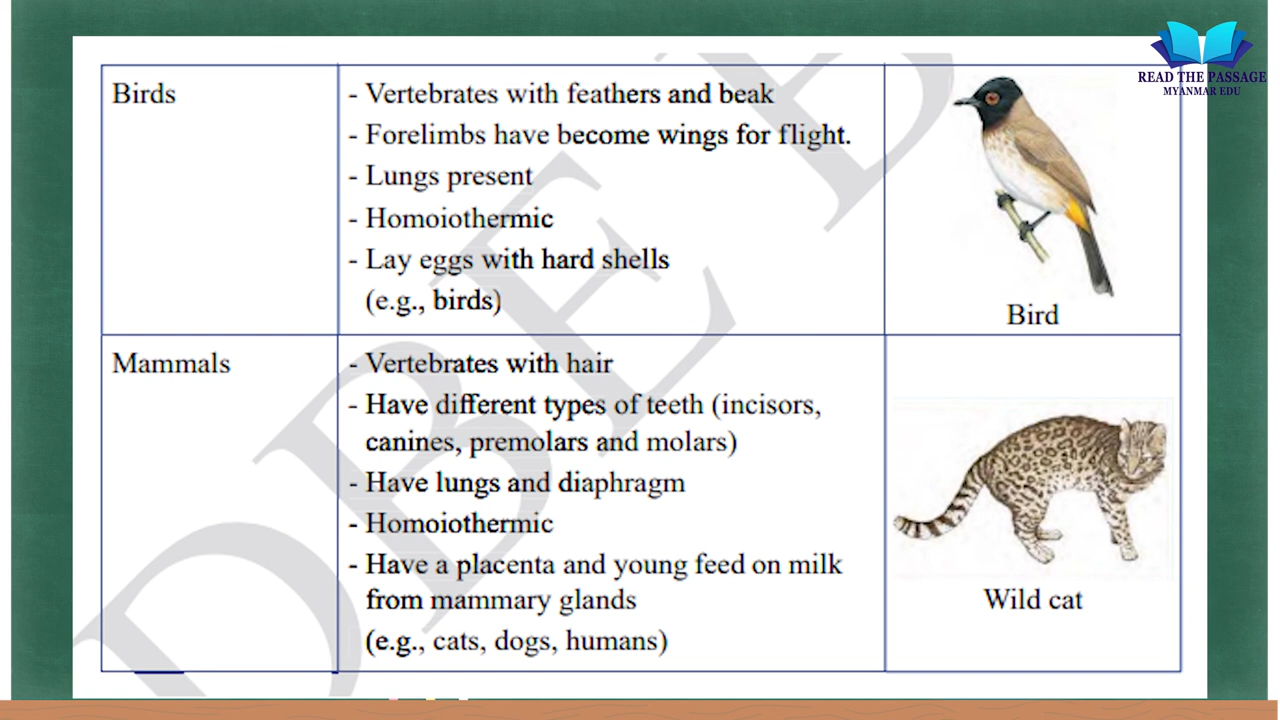 READ THE PASSAGE
MYANMAR EDU
Birds
- Vertebrates with feathers and beak
- Forelimbs have become wings for flight.
- Lungs present
- Homoiothermic
- Lay eggs with hard shells
(e.g., birds)
Bird
Mammals
- Vertebrates with hair
- Have different types of teeth (incisors,
canines, premolars and molars)
- Have lungs and diaphragm
- Homoiothermic
- Have a placenta and young feed on milk
from mammary glands
(e.g., cats, dogs, humans)
Wild cat
DBE